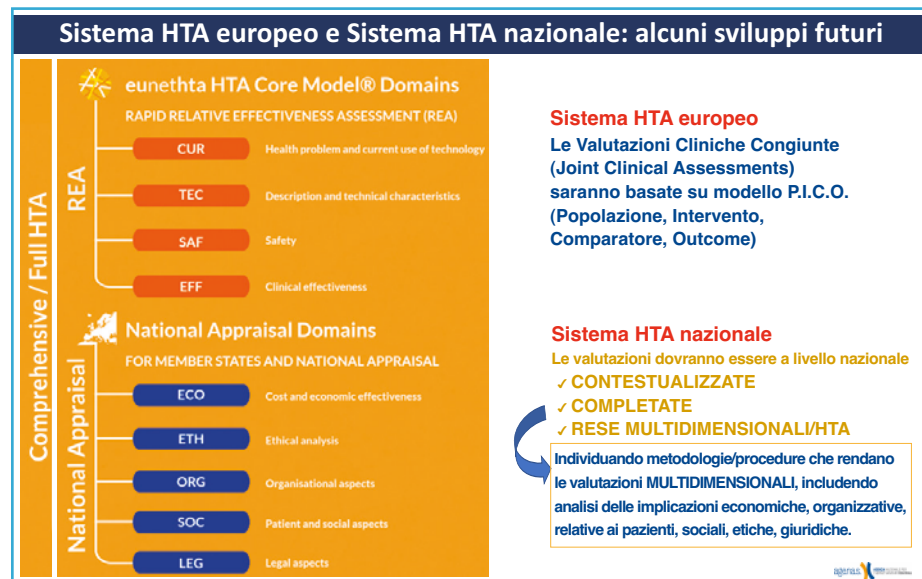 Sistema HTA europeo e Sistema HTA nazionale: alcuni sviluppi futuri
Comprehensive / Full HTA
REA
eunethta HTA Core Model® Domains
RAPID RELATIVE EFFECTIVENESS ASSESSMENT (REA)
CUR Health problem and current use of technology
TEC Description and technical characteristics
SAF Safety
EFF Clinical effectiveness
National Appraisal
National Appraisal Domains
FOR MEMBER STATES AND NATIONAL APPRAISAL
ECO Cost and economic effectiveness
ETH Ethical analysis
ORG Organisational aspects
SOC Patient and social aspects
LEG Legal aspects
Sistema HTA europeo
Le Valutazioni Cliniche Congiunte
(Joint Clinical Assessments)
saranno basate su modello P.I.C.O.
(Popolazione, Intervento,
Comparatore, Outcome)
Sistema HTA nazionale
Le valutazioni dovranno essere a livello nazionale
✓ CONTESTUALIZZATE
✓ COMPLETATE
✓ RESE MULTIDIMENSIONALI/HTA
Individuando metodologie/procedure che rendano
le valutazioni MULTIDIMENSIONALI, includendo
analisi delle implicazioni economiche, organizzative,
relative ai pazienti, sociali, etiche, giuridiche.
agenas